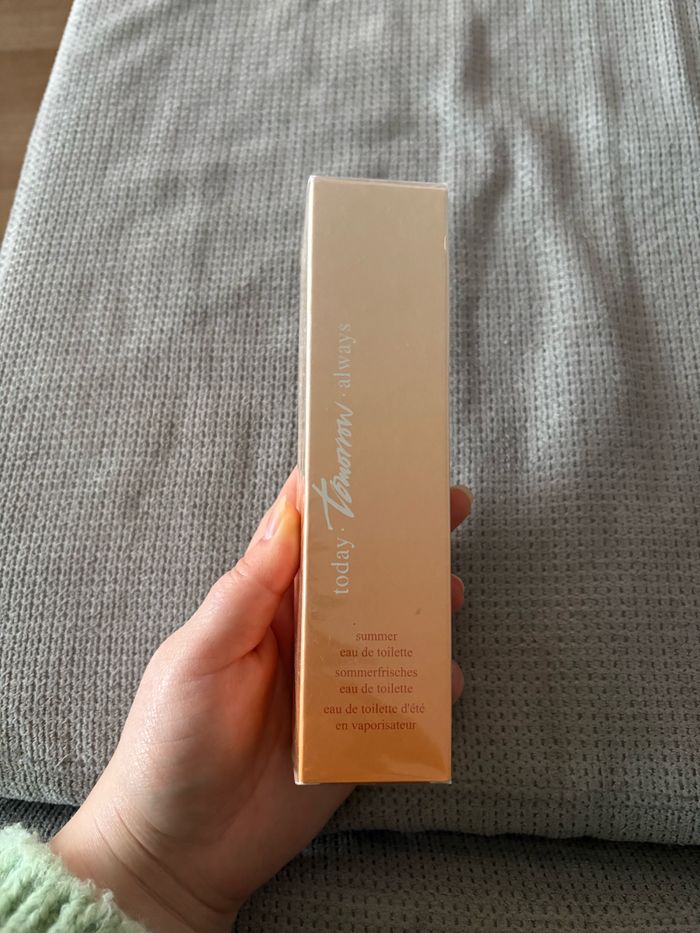 today · tomorrow · always
summer
eau de toilette
sommerfrisches
eau de toilette
eau de toilette d'été
en vaporisateur